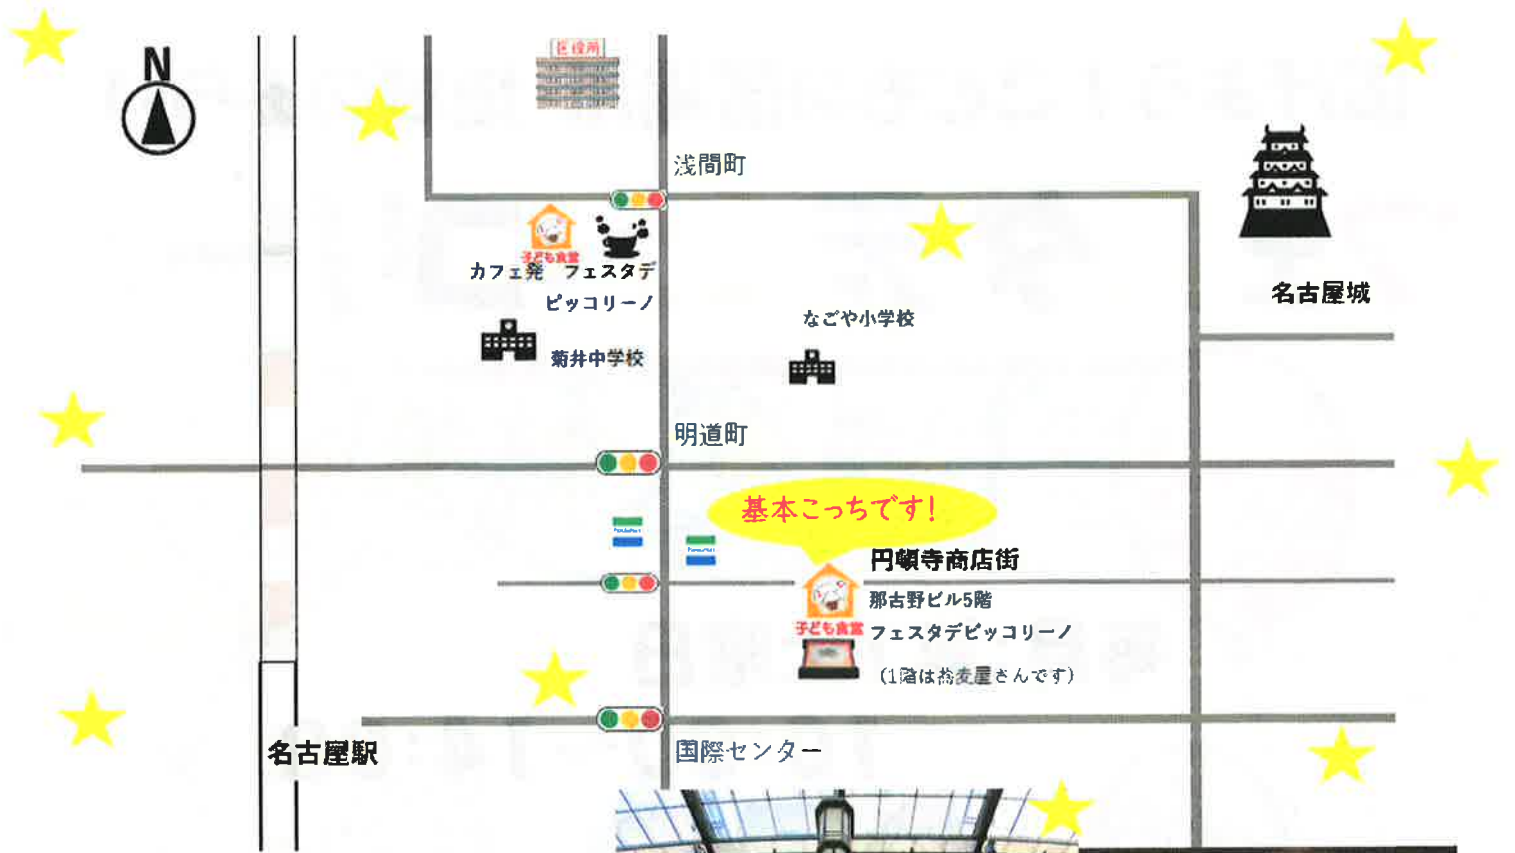 N
区役所
浅間町
子ども食堂
カフェ発　フェスタデ
ピッコリーノ
名古屋城
なごや小学校
菊井中学校
明道町
基本こっちです!
FamilyMart
FamilyMart
円頓寺商店街
那古野ビル5階
子ども食堂
フェスタデピッコリーノ
（1階は蕎麦屋さんです）
名古屋駅
国際センター